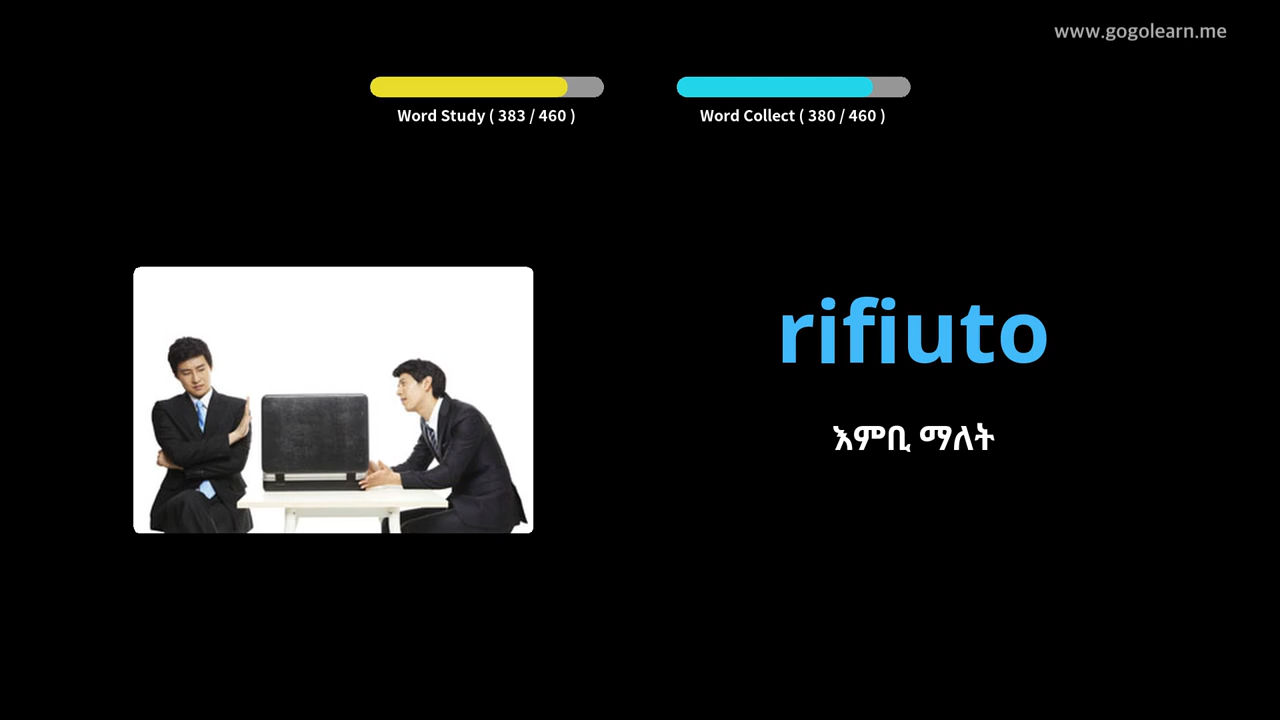 www.gogolearn.me
Word Study ( 383 / 460 )
Word Collect ( 380 / 460 )
rifiuto
እምቢ ማለት